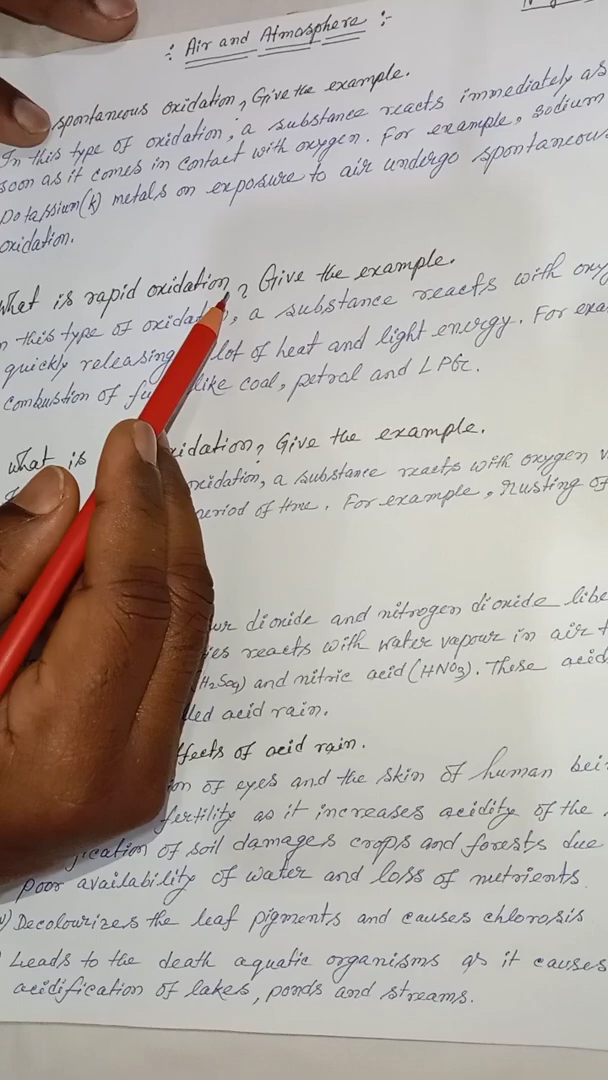 :- Air and Atmosphere :-
spontaneous oxidation, Give the example.
In this type of oxidation, a substance reacts immediately as
soon as it comes in contact with oxygen. For example, sodium
potassium(k) metals on exposure to air undergo spontaneous
oxidation.
What is rapid oxidation? Give the example.
this type of , a substance reacts with
quickly releasing lot of heat and light energy. For
combustion of like coal, petral and LPG.
What is oxidation? Give the example.
oxidation, a substance reacts with oxygen
period of time. For example, Rusting of
dioxide and nitrogen dioxide
reacts with water vapour in air
(H2SO4) and nitric acid (HNO3). These
acid rain.
effects of acid rain.
of eyes and the skin of human
fertility as it increases acidity of the
of soil damages crops and forests due
poor availability of water and loss of nutrients.
) Decolourizes the leaf pigments and causes chlorosis
Leads to the death aquatic organisms as it causes
acidification of lakes, ponds and streams.